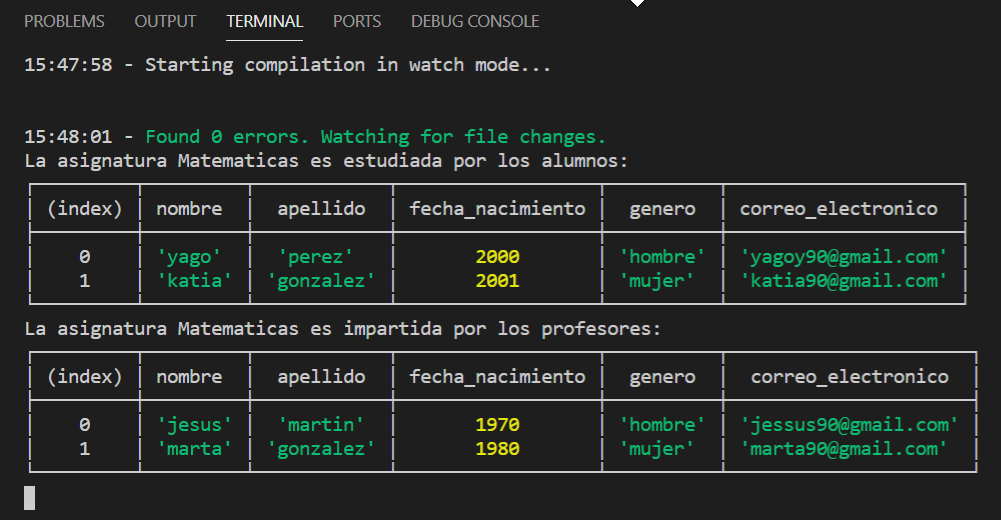 PROBLEMS OUTPUT TERMINAL PORTS DEBUG CONSOLE
15:47:58 - Starting compilation in watch mode...
15:48:01 - Found 0 errors. Watching for file changes.
La asignatura Matematicas es estudiada por los alumnos:
(index) nombre apellido fecha_nacimiento genero correo_electronico
0 'yago' 'perez' 2000 'hombre' 'yagoy90@gmail.com'
1 'katia' 'gonzalez' 2001 'mujer' 'katia90@gmail.com'
La asignatura Matematicas es impartida por los profesores:
(index) nombre apellido fecha_nacimiento genero correo_electronico
0 'jesus' 'martin' 1970 'hombre' 'jessus90@gmail.com'
1 'marta' 'gonzalez' 1980 'mujer' 'marta90@gmail.com'